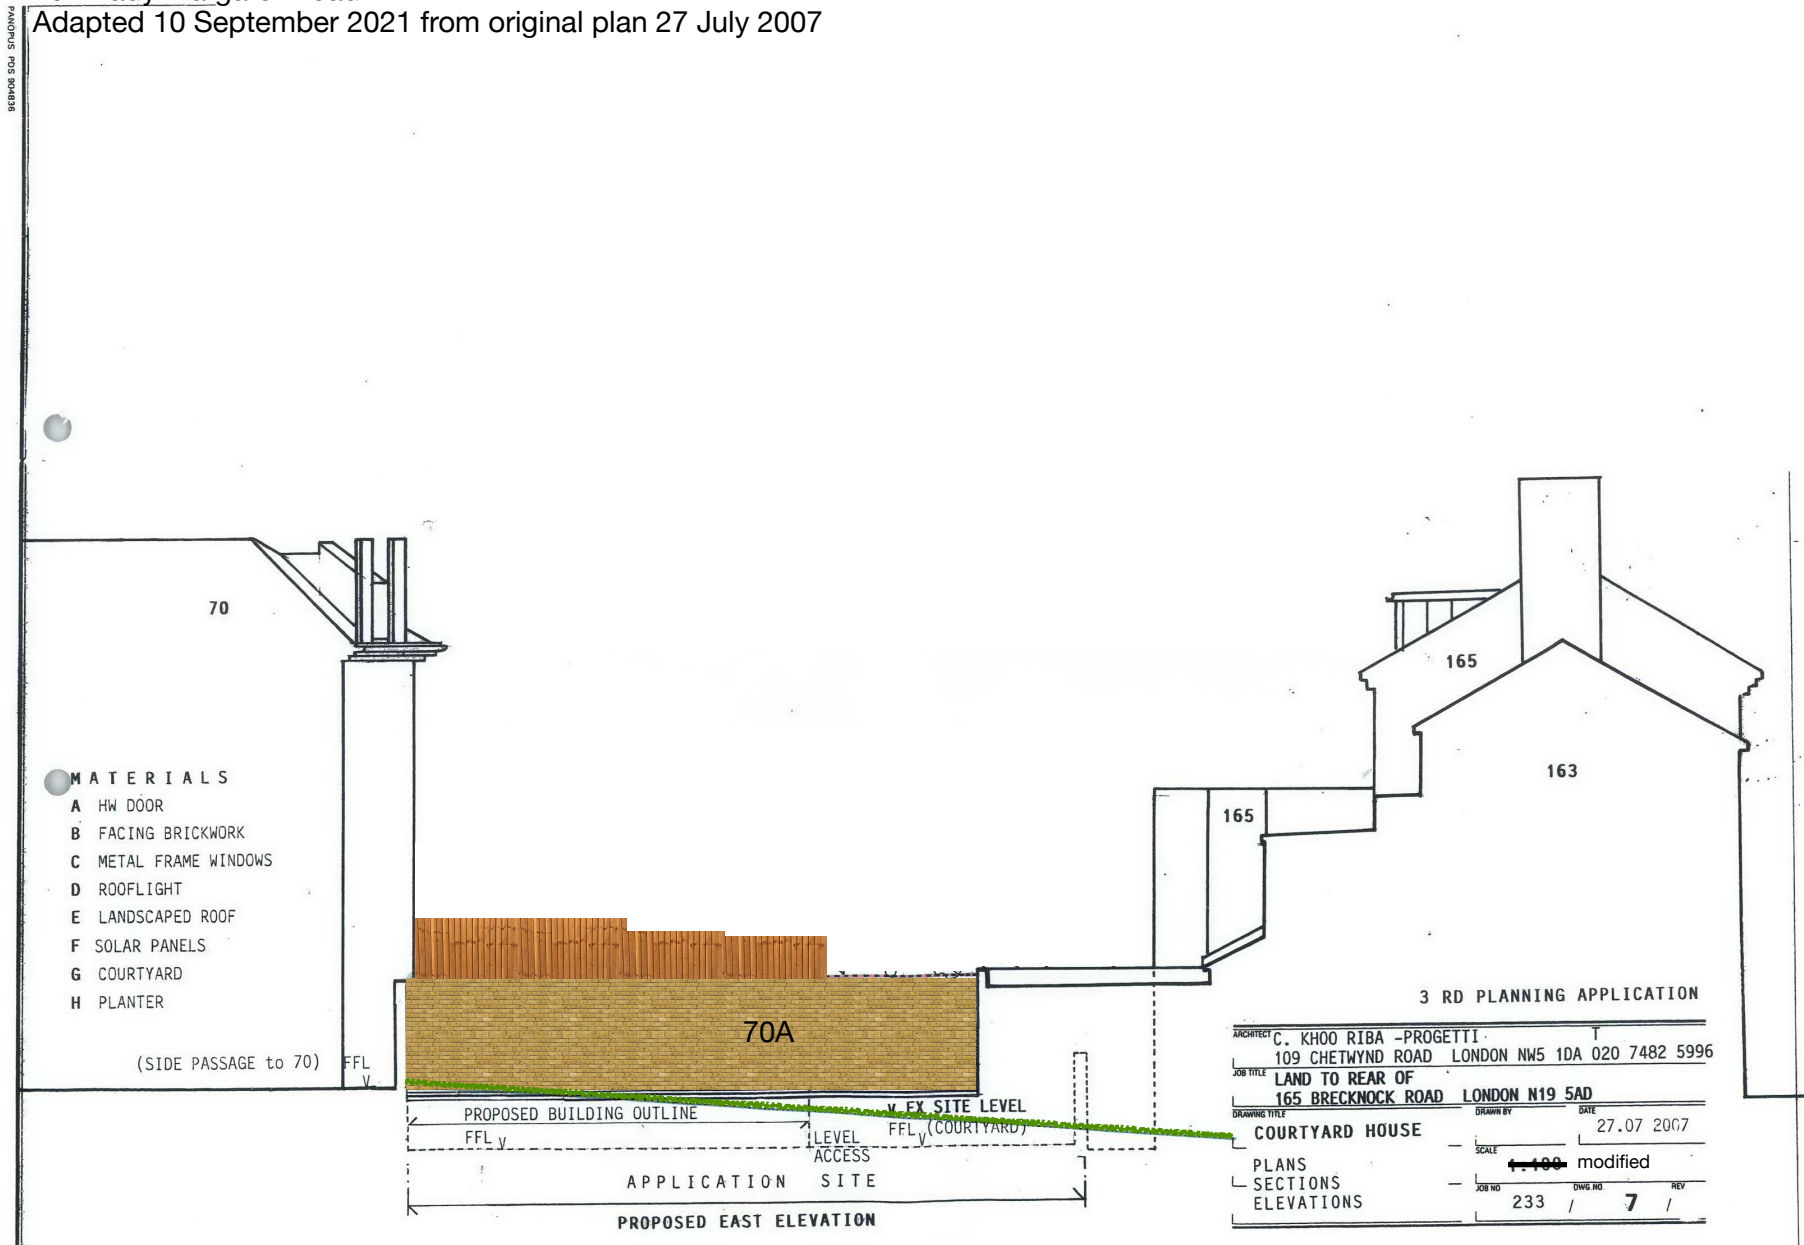 Adapted 10 September 2021 from original plan 27 July 2007
PANOPUS PDS 904836
70
165
163
165
MATERIALS
A HW DOOR
B FACING BRICKWORK
C METAL FRAME WINDOWS
D ROOFLIGHT
E LANDSCAPED ROOF
F SOLAR PANELS
G COURTYARD
H PLANTER
(SIDE PASSAGE to 70) FFL
70A
PROPOSED BUILDING OUTLINE
FFL
LEVEL
ACCESS
V EX SITE LEVEL
FFL (COURTYARD)
APPLICATION SITE
PROPOSED EAST ELEVATION
3 RD PLANNING APPLICATION
ARCHITECT C. KHOO RIBA -PROGETTI T
109 CHETWYND ROAD LONDON NW5 1DA 020 7482 5996
JOB TITLE LAND TO REAR OF
165 BRECKNOCK ROAD LONDON N19 5AD
DRAWING TITLE
COURTYARD HOUSE
DRAWN BY
DATE
27.07 2007
PLANS
SECTIONS
ELEVATIONS
SCALE
1:100 modified
JOB NO
DWG.NO.
REV
233 / 7 /